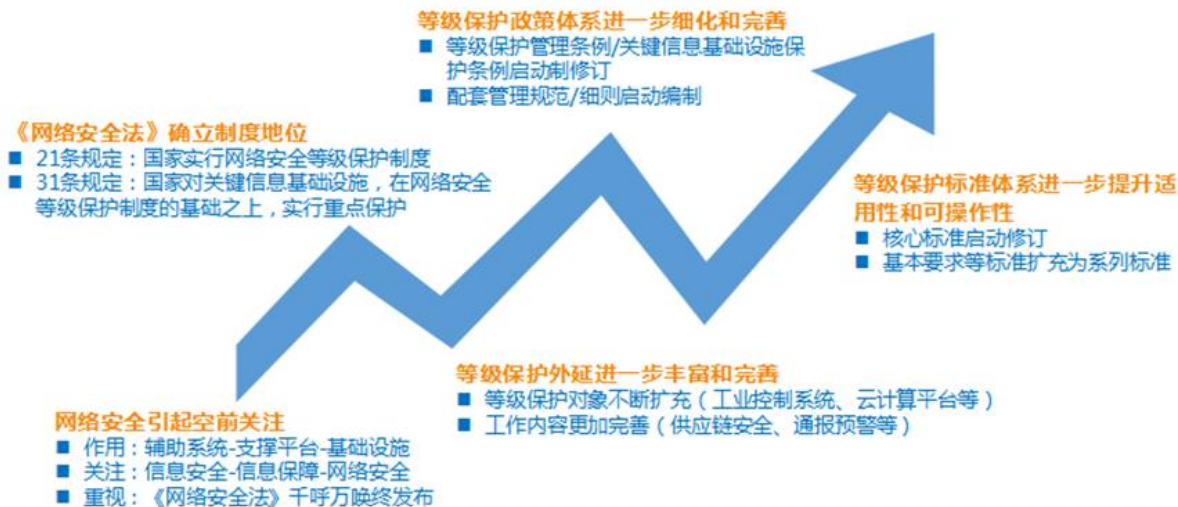 等级保护政策体系进一步细化和完善
■ 等级保护管理条例/关键信息基础设施保
护条例启动制修订
■ 配套管理规范/细则启动编制
《网络安全法》确立制度地位
■ 21条规定：国家实行网络安全等级保护制度
■ 31条规定：国家对关键信息基础设施，在网络安全
等级保护制度的基础之上，实行重点保护
等级保护标准体系进一步提升适
用性和可操作性
■ 核心标准启动修订
■ 基本要求等标准扩充为系列标准
等级保护外延进一步丰富和完善
■ 等级保护对象不断扩充（工业控制系统、云计算平台等）
■ 工作内容更加完善（供应链安全、通报预警等）
网络安全引起空前关注
■ 作用：辅助系统-支撑平台-基础设施
■ 关注：信息安全-信息保障-网络安全
■ 重视：《网络安全法》千呼万唤终发布